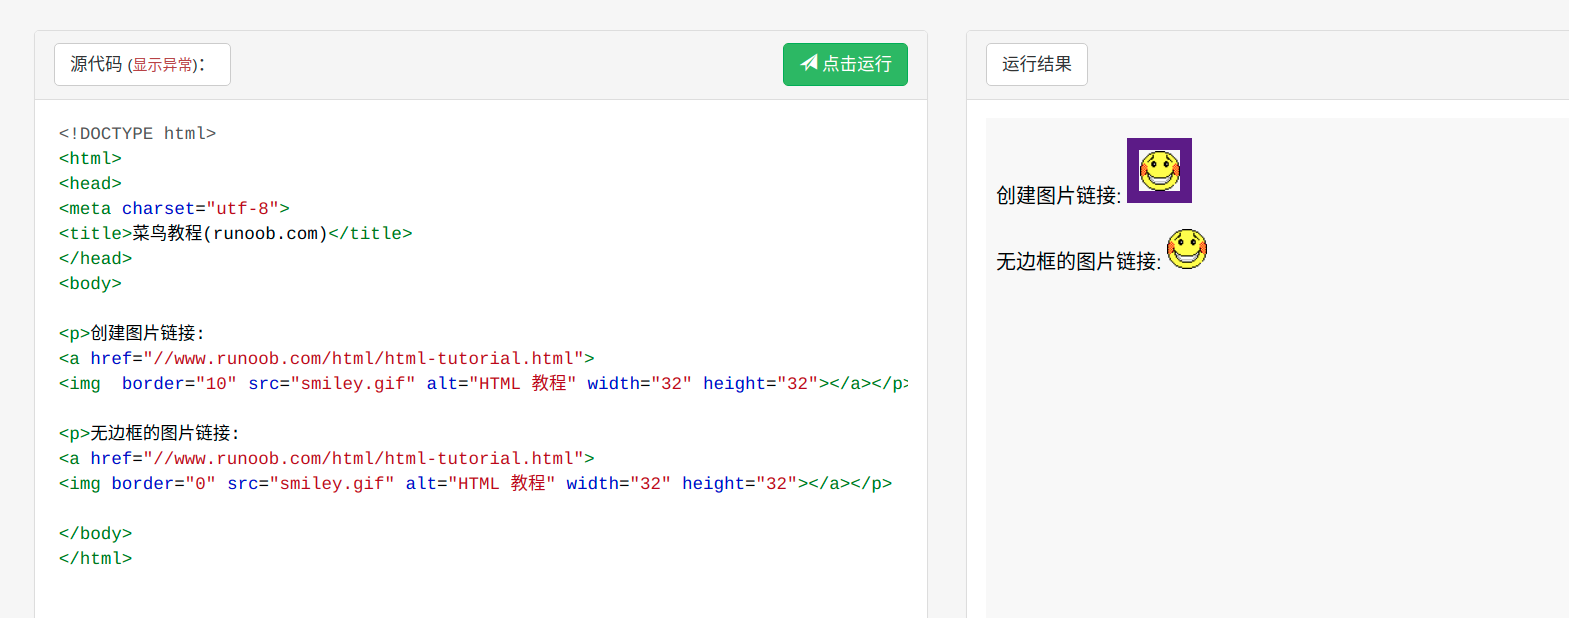 源代码 (显示异常)：
点击运行
<!DOCTYPE html>
<html>
<head>
<meta charset="utf-8">
<title>菜鸟教程(runoob.com)</title>
</head>
<body>
<p>创建图片链接:
<a href="//www.runoob.com/html/html-tutorial.html">
<img  border="10" src="smiley.gif" alt="HTML 教程" width="32" height="32"></a></p>
<p>无边框的图片链接:
<a href="//www.runoob.com/html/html-tutorial.html">
<img border="0" src="smiley.gif" alt="HTML 教程" width="32" height="32"></a></p>
</body>
</html>
运行结果
创建图片链接:
无边框的图片链接: